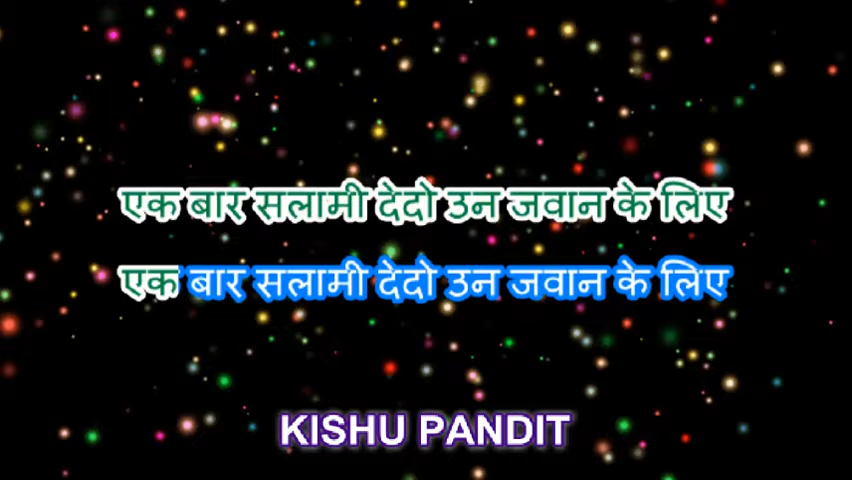 एक बार सलामी देदो उन जवान के लिए
एक बार सलामी देदो उन जवान के लिए
KISHU PANDIT